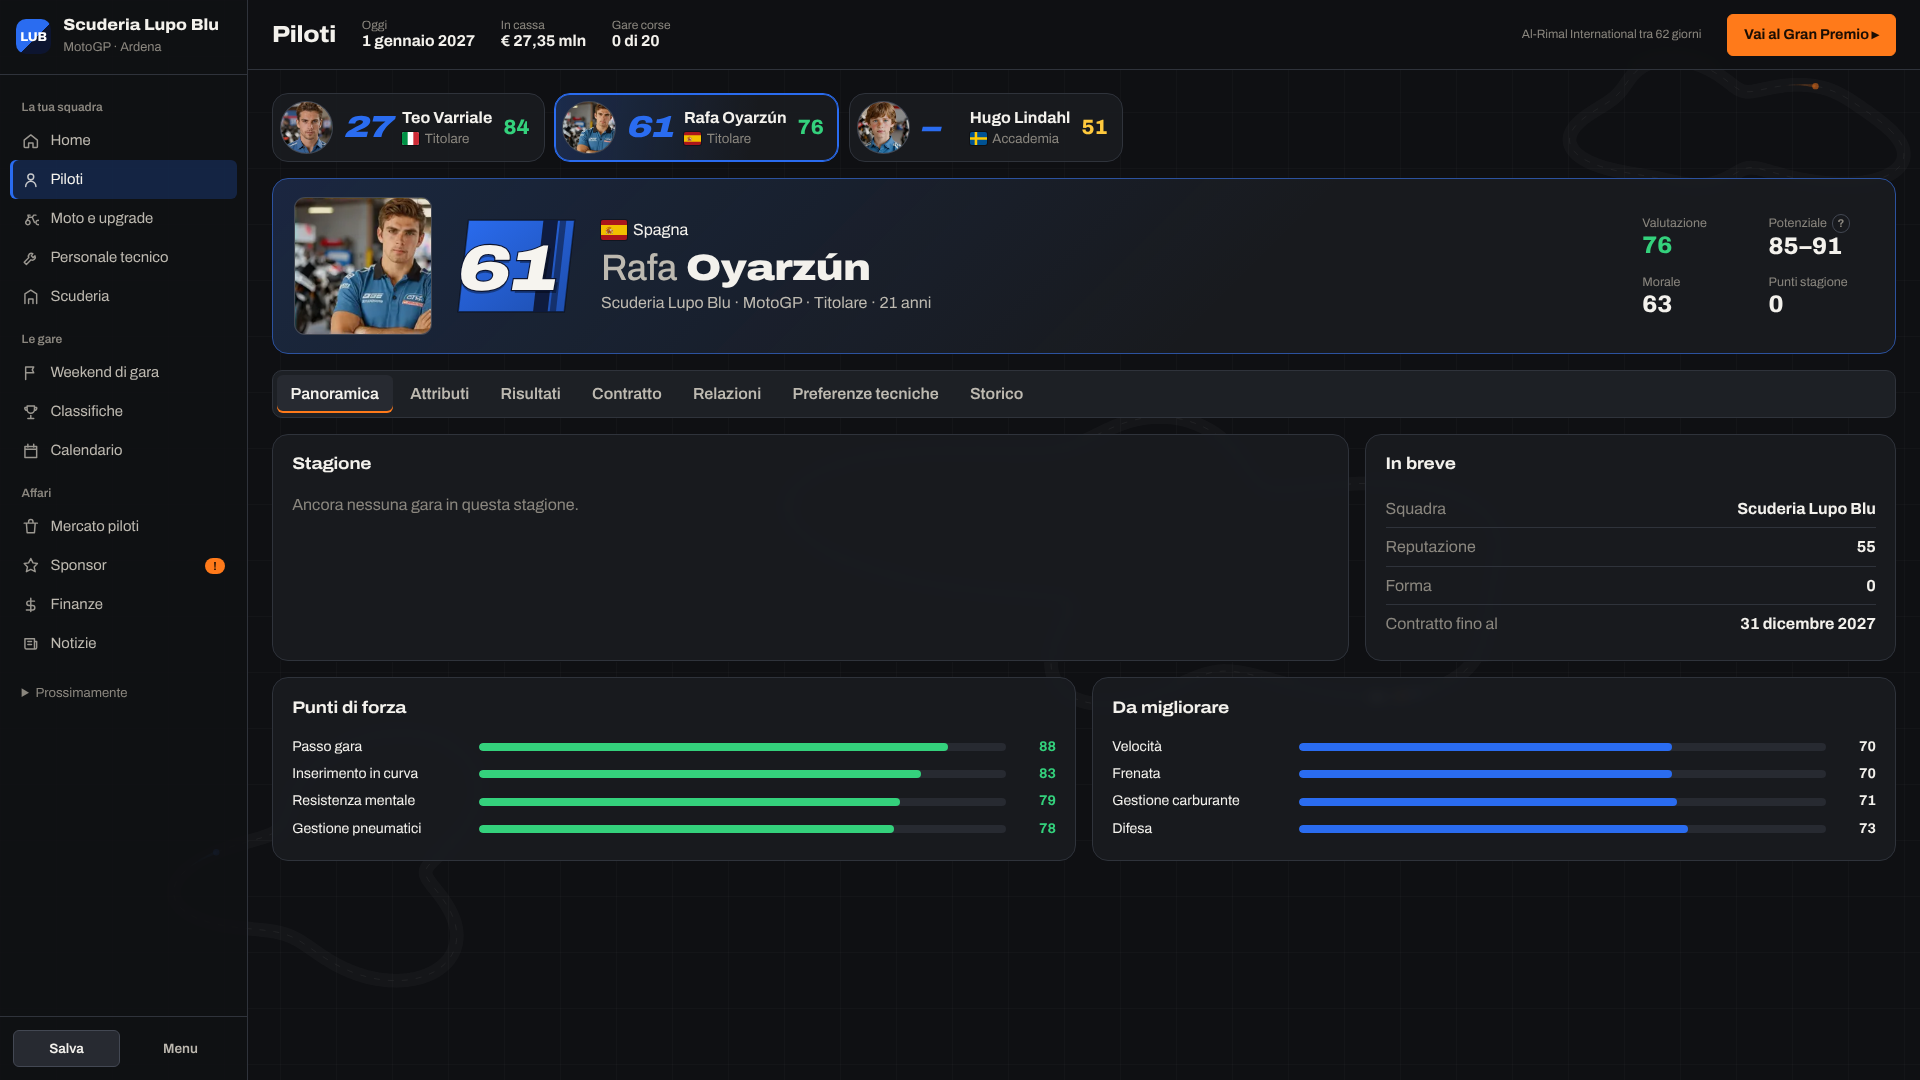 LUB
Scuderia Lupo Blu
MotoGP · Ardena
La tua squadra
Home
Piloti
Moto e upgrade
Personale tecnico
Scuderia
Le gare
Weekend di gara
Classifiche
Calendario
Affari
Mercato piloti
Sponsor !
Finanze
Notizie
▶ Prossimamente
Salva Menu
Piloti
Oggi
1 gennaio 2027
In cassa
€ 27,35 mln
Gare corse
0 di 20
Al-Rimal International tra 62 giorni
Vai al Gran Premio ▸
27 Teo Varriale 84
Titolare
61 Rafa Oyarzún 76
Titolare
– Hugo Lindahl 51
Accademia
61
Spagna
Rafa Oyarzún
Scuderia Lupo Blu · MotoGP · Titolare · 21 anni
Valutazione
76
Potenziale ?
85–91
Morale
63
Punti stagione
0
Panoramica Attributi Risultati Contratto Relazioni Preferenze tecniche Storico
Stagione
Ancora nessuna gara in questa stagione.
In breve
Squadra Scuderia Lupo Blu
Reputazione 55
Forma 0
Contratto fino al 31 dicembre 2027
Punti di forza
Passo gara 88
Inserimento in curva 83
Resistenza mentale 79
Gestione pneumatici 78
Da migliorare
Velocità 70
Frenata 70
Gestione carburante 71
Difesa 73